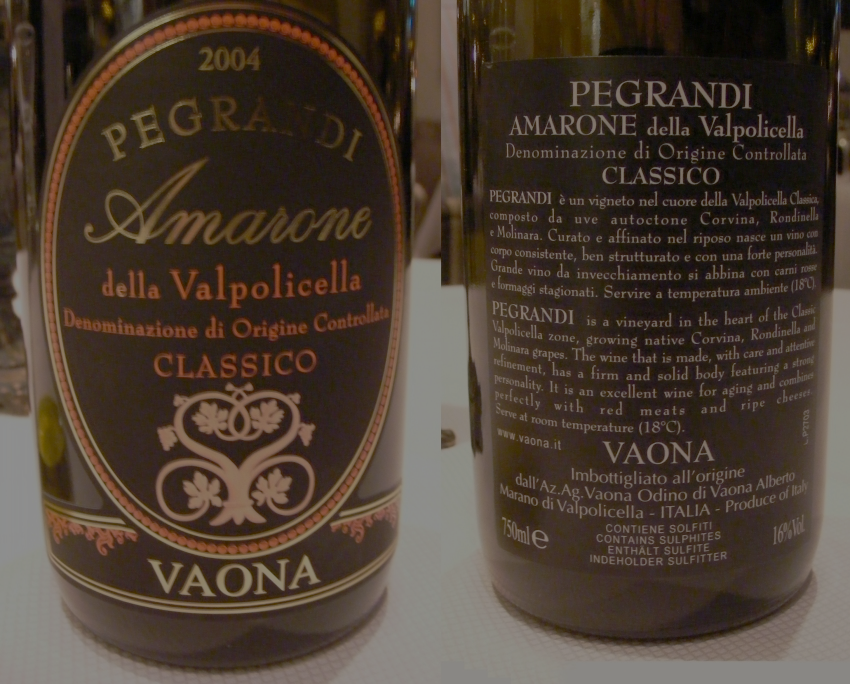 2004
PEGRANDI
Amarone
della Valpolicella
Denominazione di Origine Controllata
CLASSICO
VAONA
PEGRANDI
AMARONE della Valpolicella
Denominazione di Origine Controllata
CLASSICO
PEGRANDI è un vigneto nel cuore della Valpolicella Classica,
composto da uve autoctone Corvina, Rondinella
e Molinara. Curato e affinato nel riposo nasce un vino con
corpo consistente, ben strutturato e con una forte personalità.
Grande vino da invecchiamento si abbina con carni rosse
e formaggi stagionati. Servire a temperatura ambiente (18°C).
PEGRANDI is a vineyard in the heart of the Classic
Valpolicella zone, growing native Corvina, Rondinella and
Molinara grapes. The wine that is made, with care and attentive
refinement, has a firm and solid body featuring a strong
personality. It is an excellent wine for aging and combines
perfectly with red meats and ripe cheeses.
Serve at room temperature (18°C).
www.vaona.it
L-P2703
VAONA
Imbottigliato all'origine
dall'Az.Ag.Vaona Odino di Vaona Alberto
Marano di Valpolicella - ITALIA - Produce of Italy
750ml e
CONTIENE SOLFITI
CONTAINS SULPHITES
ENTHÄLT SULFITE
INDEHOLDER SULFITTER
16%Vol.